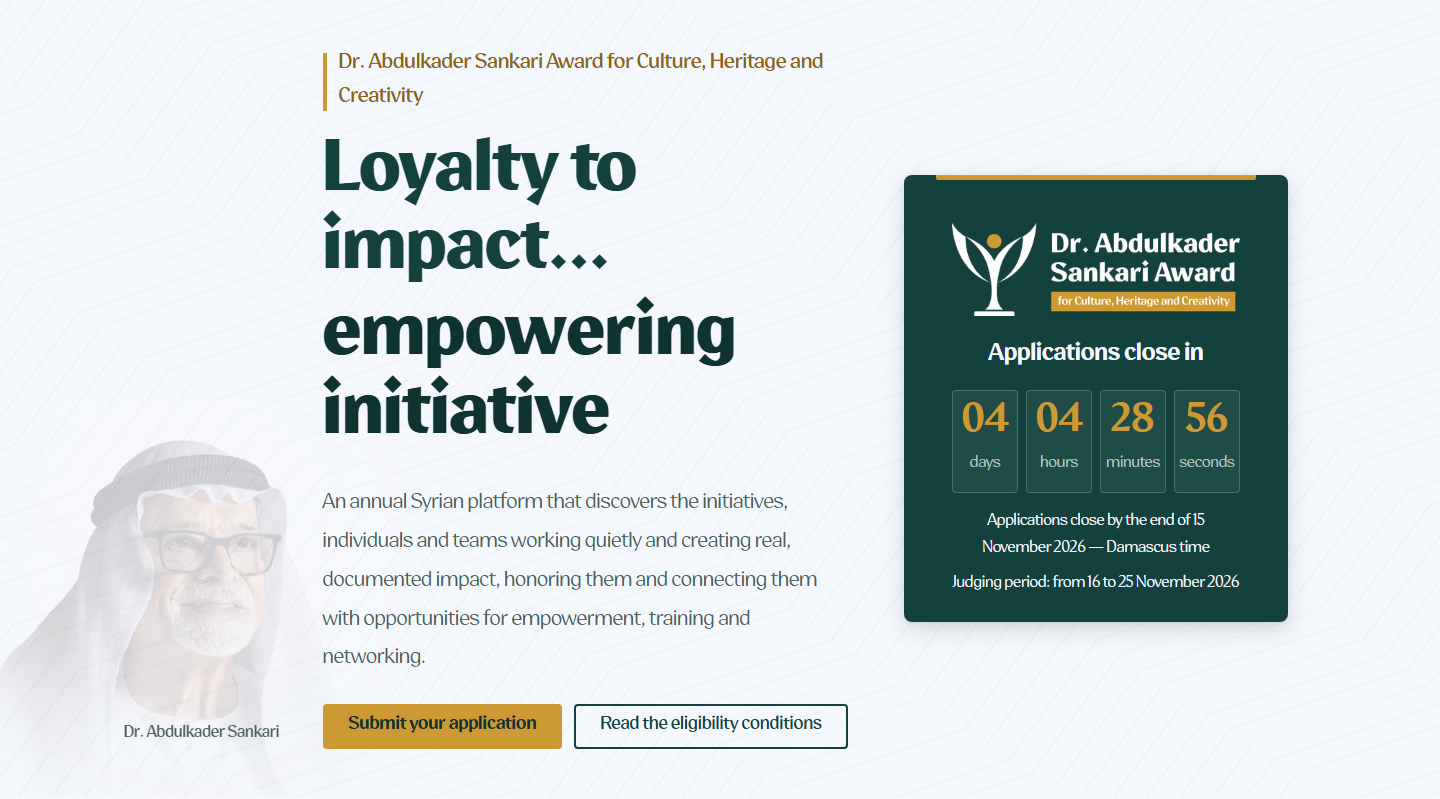 Dr. Abdulkader Sankari Award for Culture, Heritage and
Creativity
Loyalty to
impact...
empowering
initiative
An annual Syrian platform that discovers the initiatives,
individuals and teams working quietly and creating real,
documented impact, honoring them and connecting them
with opportunities for empowerment, training and
networking.
Submit your application
Read the eligibility conditions
Dr. Abdulkader Sankari
Dr. Abdulkader
Sankari Award
for Culture, Heritage and Creativity
Applications close in
04 04 28 56
days hours minutes seconds
Applications close by the end of 15
November 2026 — Damascus time
Judging period: from 16 to 25 November 2026